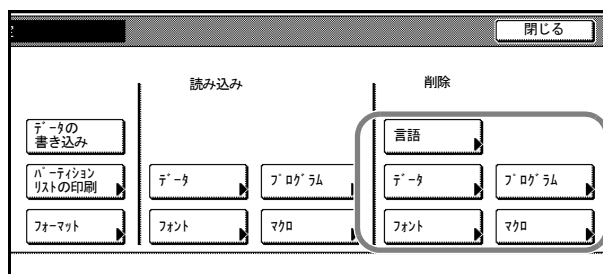 閉じる
読み込み
削除
ﾃﾞｰﾀの
書き込み
言語
ﾊﾟｰﾃｨｼｮﾝ
ﾘｽﾄの印刷
ﾃﾞｰﾀ
ﾌﾟﾛｸﾞﾗﾑ
ﾃﾞｰﾀ
ﾌﾟﾛｸﾞﾗﾑ
ﾌｫｰﾏｯﾄ
ﾌｫﾝﾄ
ﾏｸﾛ
ﾌｫﾝﾄ
ﾏｸﾛ